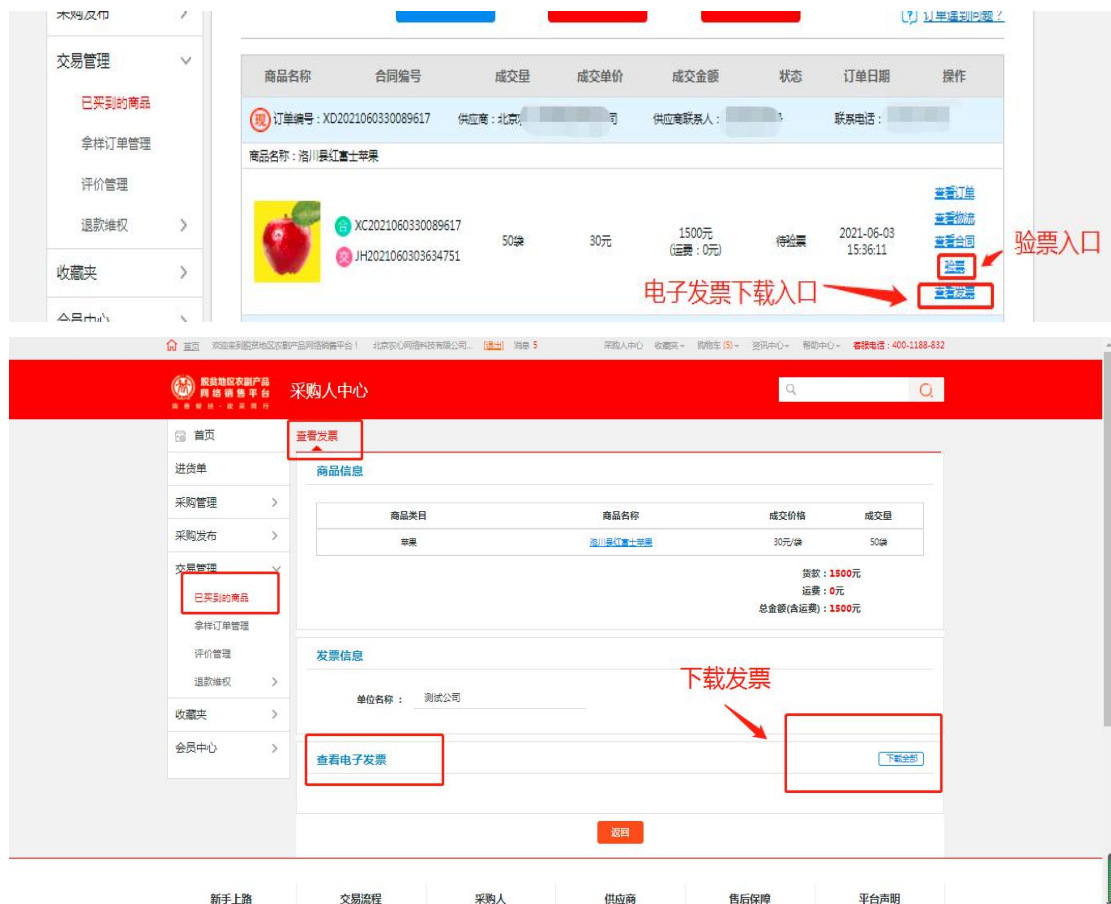 采购发布
订单遇到问题？
交易管理
已买到的商品
拿样订单管理
评价管理
退款维权
收藏夹
会员中心
商品名称 合同编号 成交量 成交单价 成交金额 状态 订单日期 操作
现 订单编号：XD2021060330089617 供应商：北京 司 供应商联系人： 联系电话：
商品名称：洛川县红富士苹果
合 XC2021060330089617
交 JH2021060303634751
50袋 30元 1500元
(运费：0元)
待验票 2021-06-03
15:36:11
查看订单
查看物流
查看合同
验票
查看发票
验票入口
电子发票下载入口
首页 欢迎来到脱贫地区农副产品网络销售平台！ 北京农心网络科技有限公司... [退出] 消息 5 采购人中心 收藏夹 购物车(5) 资讯中心 帮助中心 客服电话：400-1188-832
脱贫地区农副产品
网络销售平台
采购人中心
首页 查看发票
进货单
采购管理
采购发布
交易管理
已买到的商品
拿样订单管理
评价管理
退款维权
收藏夹
会员中心
商品信息
商品类目 商品名称 成交价格 成交量
苹果 洛川县红富士苹果 30元/袋 50袋
货款：1500元
运费：0元
总金额(含运费)：1500元
发票信息
单位名称 ： 测试公司
下载发票
查看电子发票 下载全部
返回
新手上路 交易流程 采购人 供应商 售后保障 平台声明